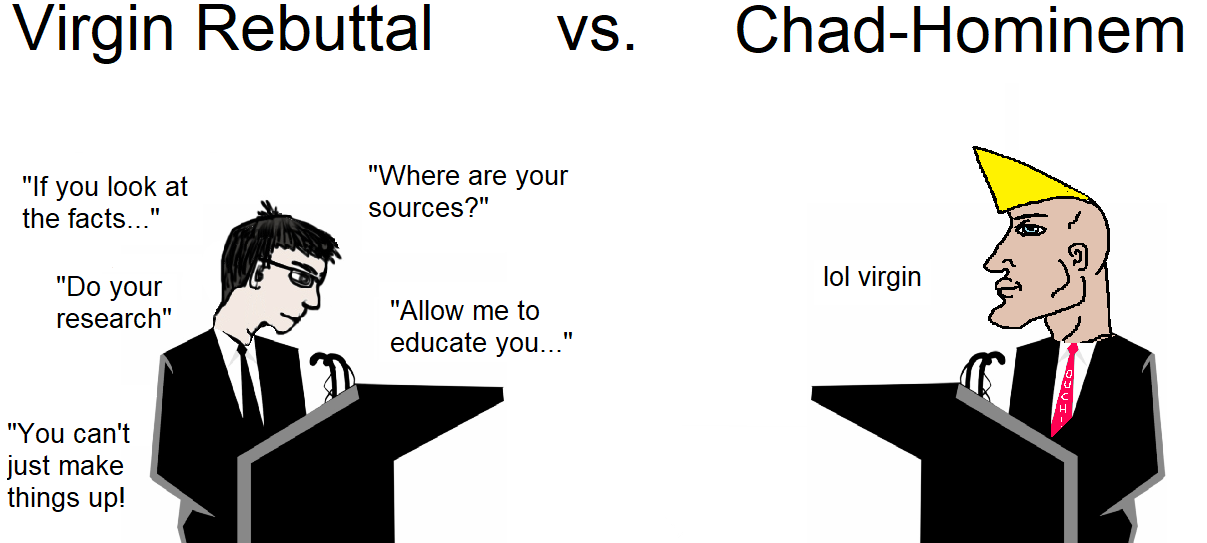 Virgin Rebuttal vs. Chad-Hominem
"If you look at
the facts..."
"Where are your
sources?"
"Do your
research"
"Allow me to
educate you..."
"You can't
just make
things up!
lol virgin
OUCH!